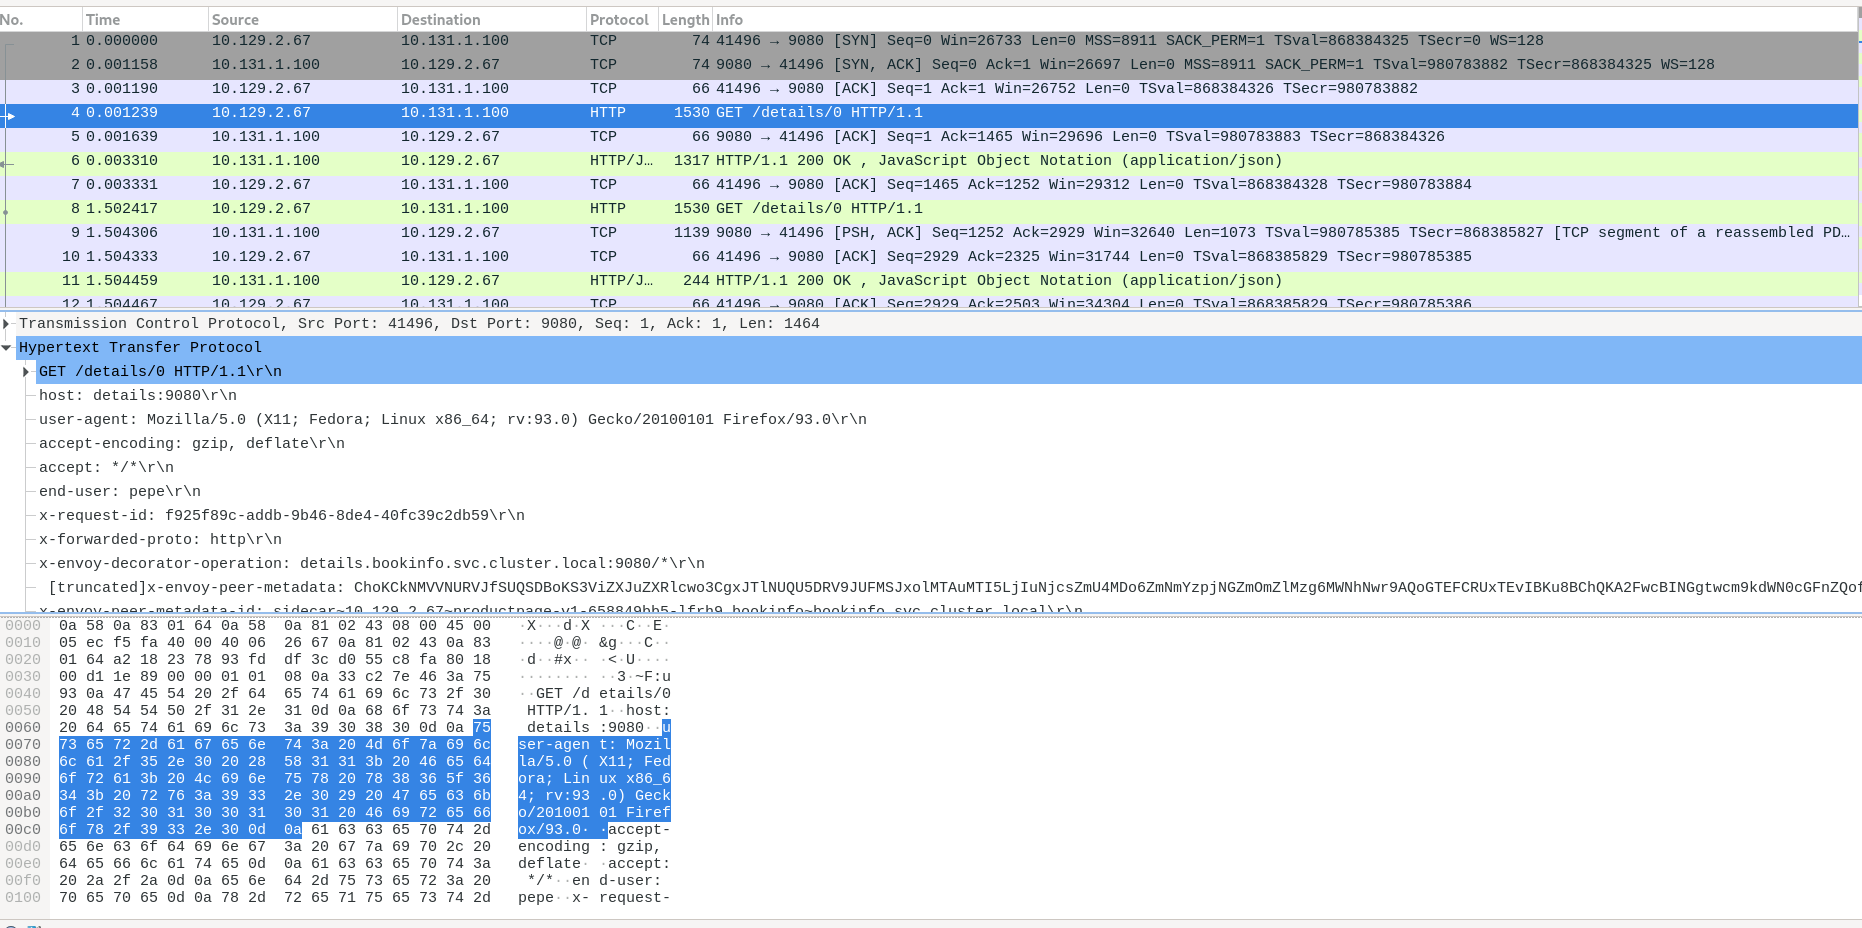 No. Time Source Destination Protocol Length Info
1 0.000000 10.129.2.67 10.131.1.100 TCP 74 41496 → 9080 [SYN] Seq=0 Win=26733 Len=0 MSS=8911 SACK_PERM=1 TSval=868384325 TSecr=0 WS=128
2 0.001158 10.131.1.100 10.129.2.67 TCP 74 9080 → 41496 [SYN, ACK] Seq=0 Ack=1 Win=26697 Len=0 MSS=8911 SACK_PERM=1 TSval=980783882 TSecr=868384325 WS=128
3 0.001190 10.129.2.67 10.131.1.100 TCP 66 41496 → 9080 [ACK] Seq=1 Ack=1 Win=26752 Len=0 TSval=868384326 TSecr=980783882
4 0.001239 10.129.2.67 10.131.1.100 HTTP 1530 GET /details/0 HTTP/1.1
5 0.001639 10.131.1.100 10.129.2.67 TCP 66 9080 → 41496 [ACK] Seq=1 Ack=1465 Win=29696 Len=0 TSval=980783883 TSecr=868384326
6 0.003310 10.131.1.100 10.129.2.67 HTTP/J… 1317 HTTP/1.1 200 OK , JavaScript Object Notation (application/json)
7 0.003331 10.129.2.67 10.131.1.100 TCP 66 41496 → 9080 [ACK] Seq=1465 Ack=1252 Win=29312 Len=0 TSval=868384328 TSecr=980783884
8 1.502417 10.129.2.67 10.131.1.100 HTTP 1530 GET /details/0 HTTP/1.1
9 1.504306 10.131.1.100 10.129.2.67 TCP 1139 9080 → 41496 [PSH, ACK] Seq=1252 Ack=2929 Win=32640 Len=1073 TSval=980785385 TSecr=868385827 [TCP segment of a reassembled PD…
10 1.504333 10.129.2.67 10.131.1.100 TCP 66 41496 → 9080 [ACK] Seq=2929 Ack=2325 Win=31744 Len=0 TSval=868385829 TSecr=980785385
11 1.504459 10.131.1.100 10.129.2.67 HTTP/J… 244 HTTP/1.1 200 OK , JavaScript Object Notation (application/json)
12 1.504467 10.129.2.67 10.131.1.100 TCP 66 41496 → 9080 [ACK] Seq=2929 Ack=2503 Win=34304 Len=0 TSval=868385829 TSecr=980785386
Transmission Control Protocol, Src Port: 41496, Dst Port: 9080, Seq: 1, Ack: 1, Len: 1464
Hypertext Transfer Protocol
GET /details/0 HTTP/1.1\r\n
host: details:9080\r\n
user-agent: Mozilla/5.0 (X11; Fedora; Linux x86_64; rv:93.0) Gecko/20100101 Firefox/93.0\r\n
accept-encoding: gzip, deflate\r\n
accept: */*\r\n
end-user: pepe\r\n
x-request-id: f925f89c-addb-9b46-8de4-40fc39c2db59\r\n
x-forwarded-proto: http\r\n
x-envoy-decorator-operation: details.bookinfo.svc.cluster.local:9080/*\r\n
[truncated]x-envoy-peer-metadata: ChoKCkNMVVNURVJfSUQSDBoKS3ViZXJuZXRlcwo3CgxJTlNUQU5DRV9JUFMSJxolMTAuMTI5LjIuNjcsZmU4MDo6ZmNmYzpjNGZmOmZlMzg6MWNhNwr9AQoGTEFCRUxTEvIBKu8BChQKA2FwcBINGgtwcm9kdWN0cGFnZQof
x-envoy-peer-metadata-id: sidecar~10.129.2.67~productpage-v1-658849bb5-lfrh9.bookinfo~bookinfo.svc.cluster.local\r\n
0000 0a 58 0a 83 01 64 0a 58 0a 81 02 43 08 00 45 00 ·X···d·X ···C··E·
0010 05 ec f5 fa 40 00 40 06 26 67 0a 81 02 43 0a 83 ····@·@· &g···C··
0020 01 64 a2 18 23 78 93 fd df 3c d0 55 c8 fa 80 18 ·d··#x·· ·<·U····
0030 00 d1 1e 89 00 00 01 01 08 0a 33 c2 7e 46 3a 75 ········ ··3·~F:u
0040 93 0a 47 45 54 20 2f 64 65 74 61 69 6c 73 2f 30 ··GET /d etails/0
0050 20 48 54 54 50 2f 31 2e 31 0d 0a 68 6f 73 74 3a HTTP/1. 1··host:
0060 20 64 65 74 61 69 6c 73 3a 39 30 38 30 0d 0a 75 details :9080··u
0070 73 65 72 2d 61 67 65 6e 74 3a 20 4d 6f 7a 69 6c ser-agen t: Mozil
0080 6c 61 2f 35 2e 30 20 28 58 31 31 3b 20 46 65 64 la/5.0 ( X11; Fed
0090 6f 72 61 3b 20 4c 69 6e 75 78 20 78 38 36 5f 36 ora; Lin ux x86_6
00a0 34 3b 20 72 76 3a 39 33 2e 30 29 20 47 65 63 6b 4; rv:93 .0) Geck
00b0 6f 2f 32 30 31 30 30 31 30 31 20 46 69 72 65 66 o/201001 01 Firef
00c0 6f 78 2f 39 33 2e 30 0d 0a 61 63 63 65 70 74 2d ox/93.0· ·accept-
00d0 65 6e 63 6f 64 69 6e 67 3a 20 67 7a 69 70 2c 20 encoding : gzip,
00e0 64 65 66 6c 61 74 65 0d 0a 61 63 63 65 70 74 3a deflate· ·accept:
00f0 20 2a 2f 2a 0d 0a 65 6e 64 2d 75 73 65 72 3a 20 */*··en d-user:
0100 70 65 70 65 0d 0a 78 2d 72 65 71 75 65 73 74 2d pepe··x- request-